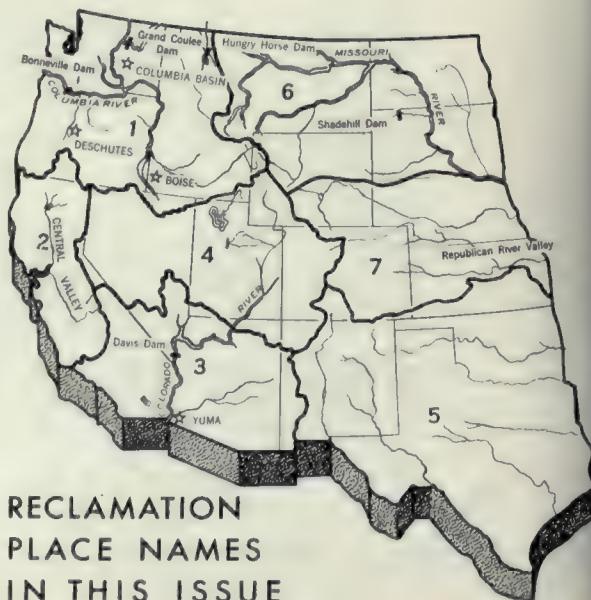 Grand Coulee
Dam
Hungry Horse Dam
MISSOURI
RIVER
Bonneville Dam
COLUMBIA BASIN
COLUMBIA RIVER
6
1
Shadehill Dam
DESCHUTES
BOISE
2
CENTRAL
VALLEY
4
RIVER
7
Republican River Valley
Davis Dam
COLORADO
3
YUMA
5
RECLAMATION
PLACE NAMES
IN THIS ISSUE